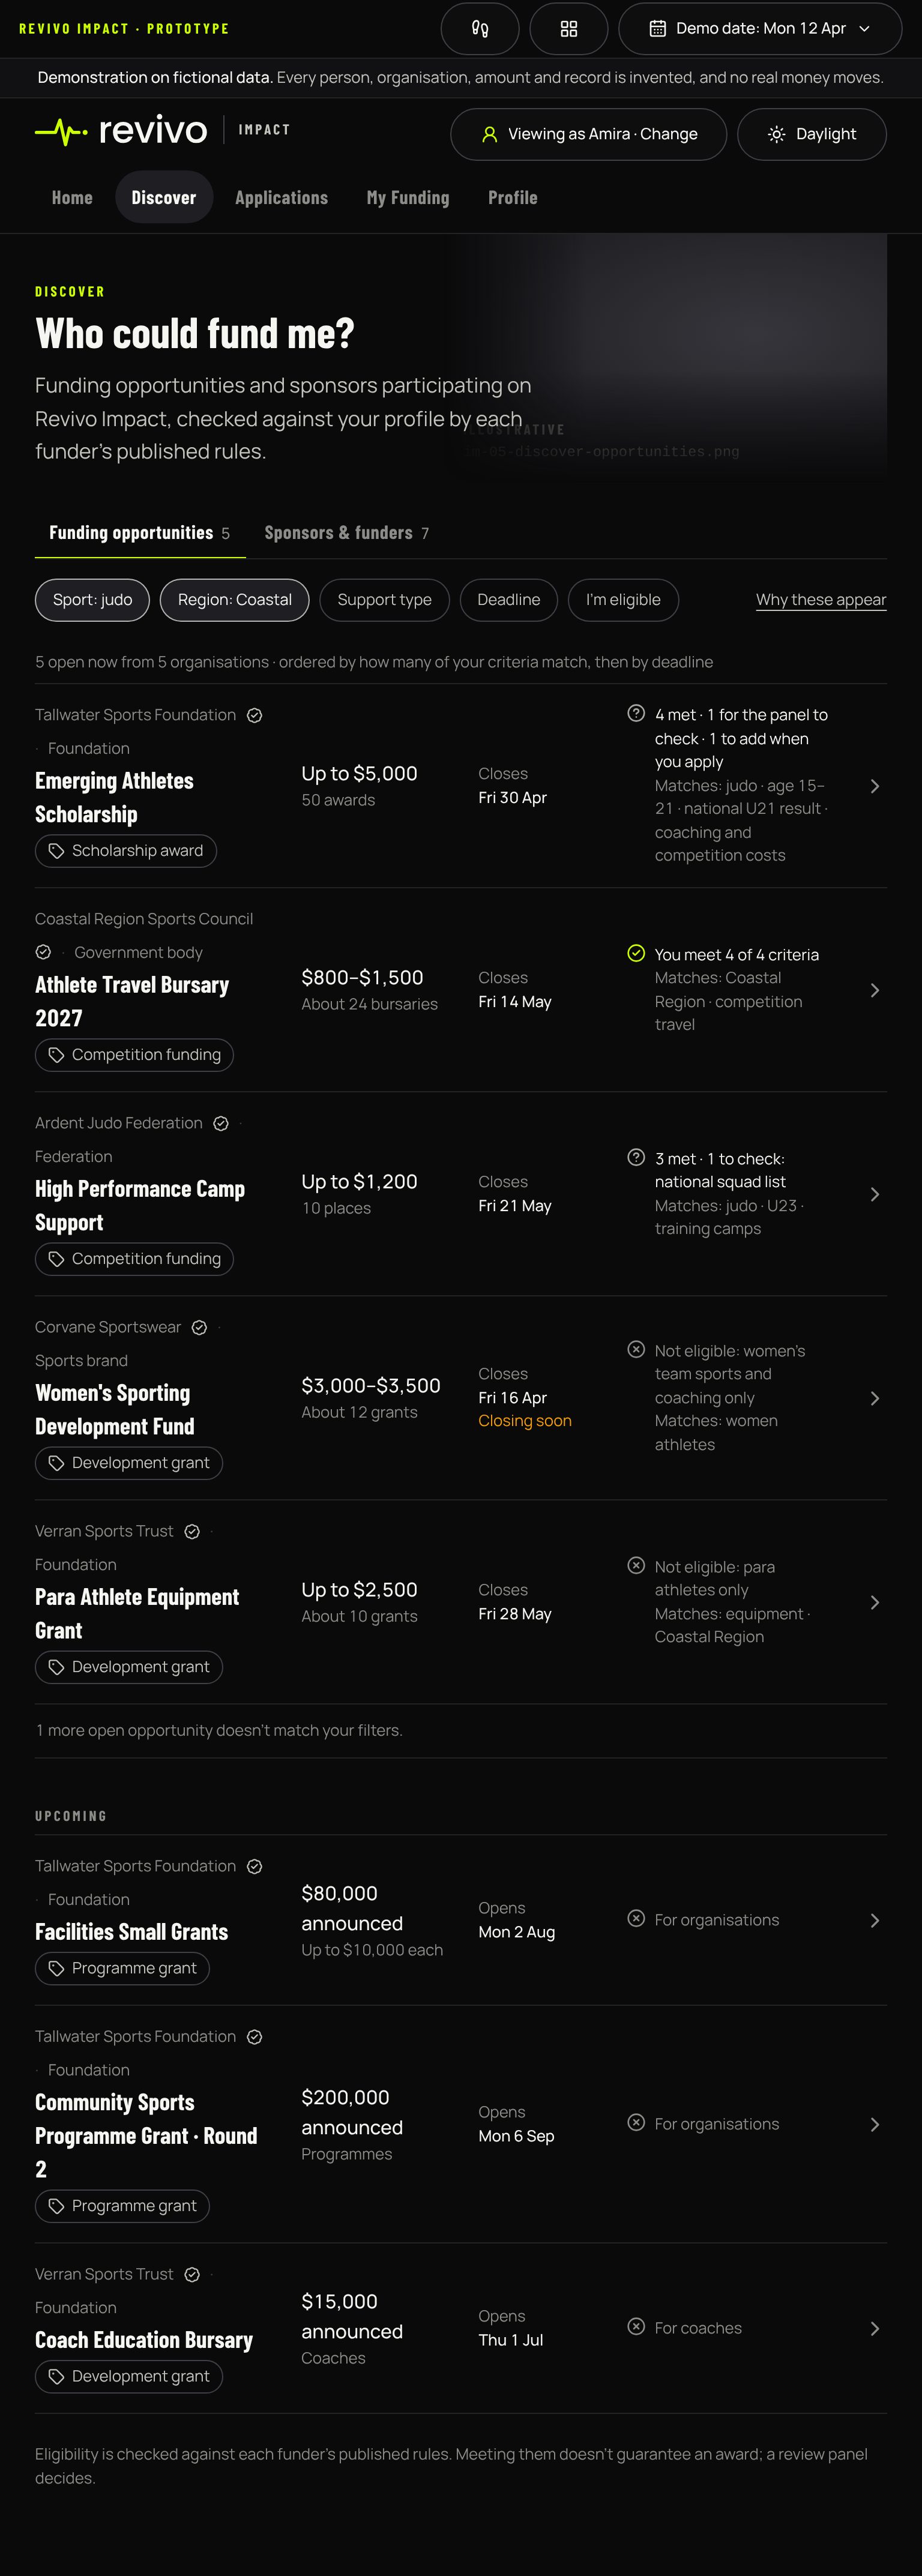 REVIVO IMPACT · PROTOTYPE
Demo date: Mon 12 Apr
Demonstration on fictional data. Every person, organisation, amount and record is invented, and no real money moves.
revivo
IMPACT
Viewing as Amira · Change
Daylight
Home
Discover
Applications
My Funding
Profile
DISCOVER
Who could fund me?
Funding opportunities and sponsors participating on
Revivo Impact, checked against your profile by each
funder's published rules.
ILLUSTRATIVE
-05-discover-opportunities.png
Funding opportunities 5
Sponsors & funders 7
Sport: judo
Region: Coastal
Support type
Deadline
I'm eligible
Why these appear
5 open now from 5 organisations · ordered by how many of your criteria match, then by deadline
Tallwater Sports Foundation
· Foundation
Emerging Athletes
Scholarship
Scholarship award
Up to $5,000
50 awards
Closes
Fri 30 Apr
4 met · 1 for the panel to
check · 1 to add when
you apply
Matches: judo · age 15–
21 · national U21 result ·
coaching and
competition costs
Coastal Region Sports Council
· Government body
Athlete Travel Bursary
2027
Competition funding
$800–$1,500
About 24 bursaries
Closes
Fri 14 May
You meet 4 of 4 criteria
Matches: Coastal
Region · competition
travel
Ardent Judo Federation ·
Federation
High Performance Camp
Support
Competition funding
Up to $1,200
10 places
Closes
Fri 21 May
3 met · 1 to check:
national squad list
Matches: judo · U23 ·
training camps
Corvane Sportswear ·
Sports brand
Women's Sporting
Development Fund
Development grant
$3,000–$3,500
About 12 grants
Closes
Fri 16 Apr
Closing soon
Not eligible: women's
team sports and
coaching only
Matches: women
athletes
Verran Sports Trust ·
Foundation
Para Athlete Equipment
Grant
Development grant
Up to $2,500
About 10 grants
Closes
Fri 28 May
Not eligible: para
athletes only
Matches: equipment ·
Coastal Region
1 more open opportunity doesn't match your filters.
UPCOMING
Tallwater Sports Foundation
· Foundation
Facilities Small Grants
Programme grant
$80,000
announced
Up to $10,000 each
Opens
Mon 2 Aug
For organisations
Tallwater Sports Foundation
· Foundation
Community Sports
Programme Grant · Round
2
Programme grant
$200,000
announced
Programmes
Opens
Mon 6 Sep
For organisations
Verran Sports Trust ·
Foundation
Coach Education Bursary
Development grant
$15,000
announced
Coaches
Opens
Thu 1 Jul
For coaches
Eligibility is checked against each funder's published rules. Meeting them doesn't guarantee an award; a review panel
decides.